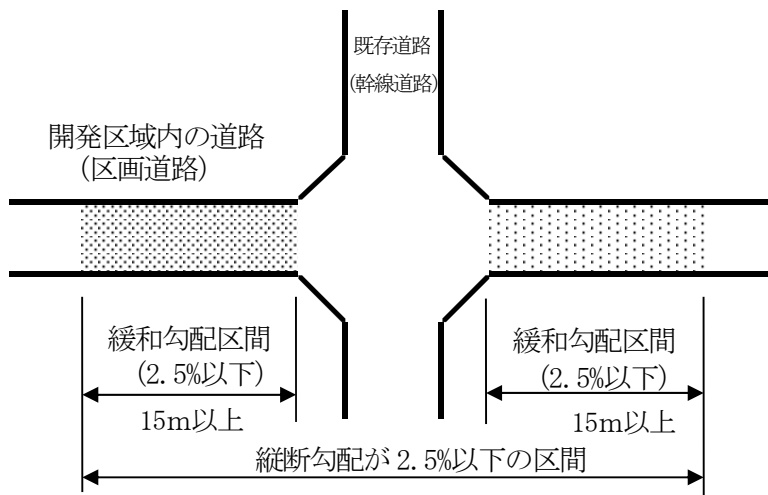 既存道路
(幹線道路)
開発区域内の道路
(区画道路)
緩和勾配区間
(2.5%以下)
15m以上
緩和勾配区間
(2.5%以下)
15m以上
縦断勾配が 2.5%以下の区間